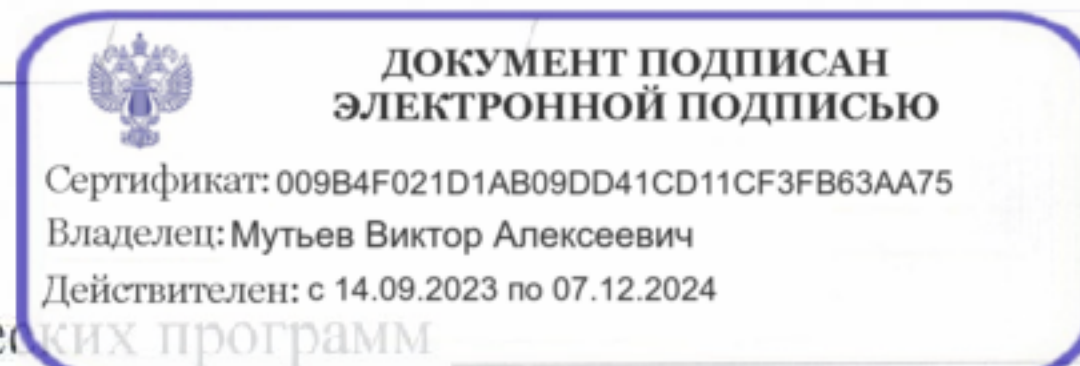 ДОКУМЕНТ ПОДПИСАН
ЭЛЕКТРОННОЙ ПОДПИСЬЮ
Сертификат: 009B4F021D1AB09DD41CD11CF3FB63AA75
Владелец: Мутьев Виктор Алексеевич
Действителен: с 14.09.2023 по 07.12.2024
программ